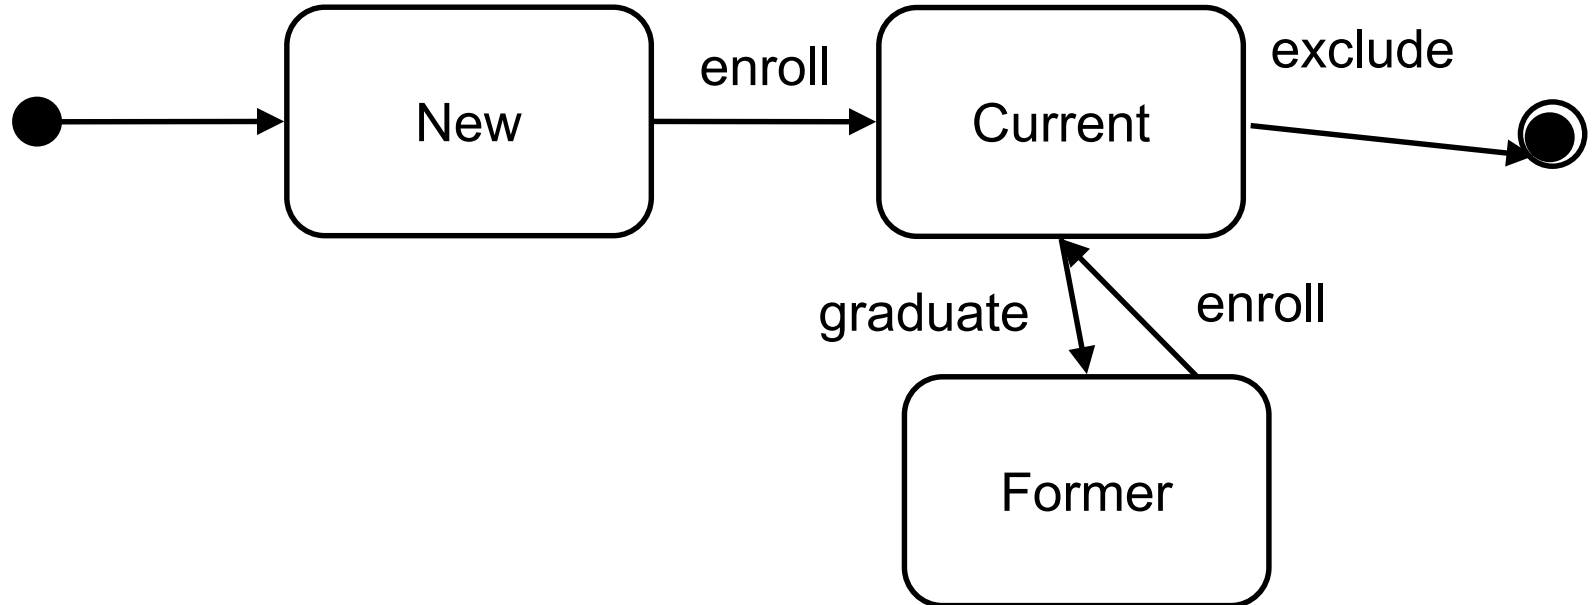 enroll
exclude
New
Current
graduate
enroll
Former